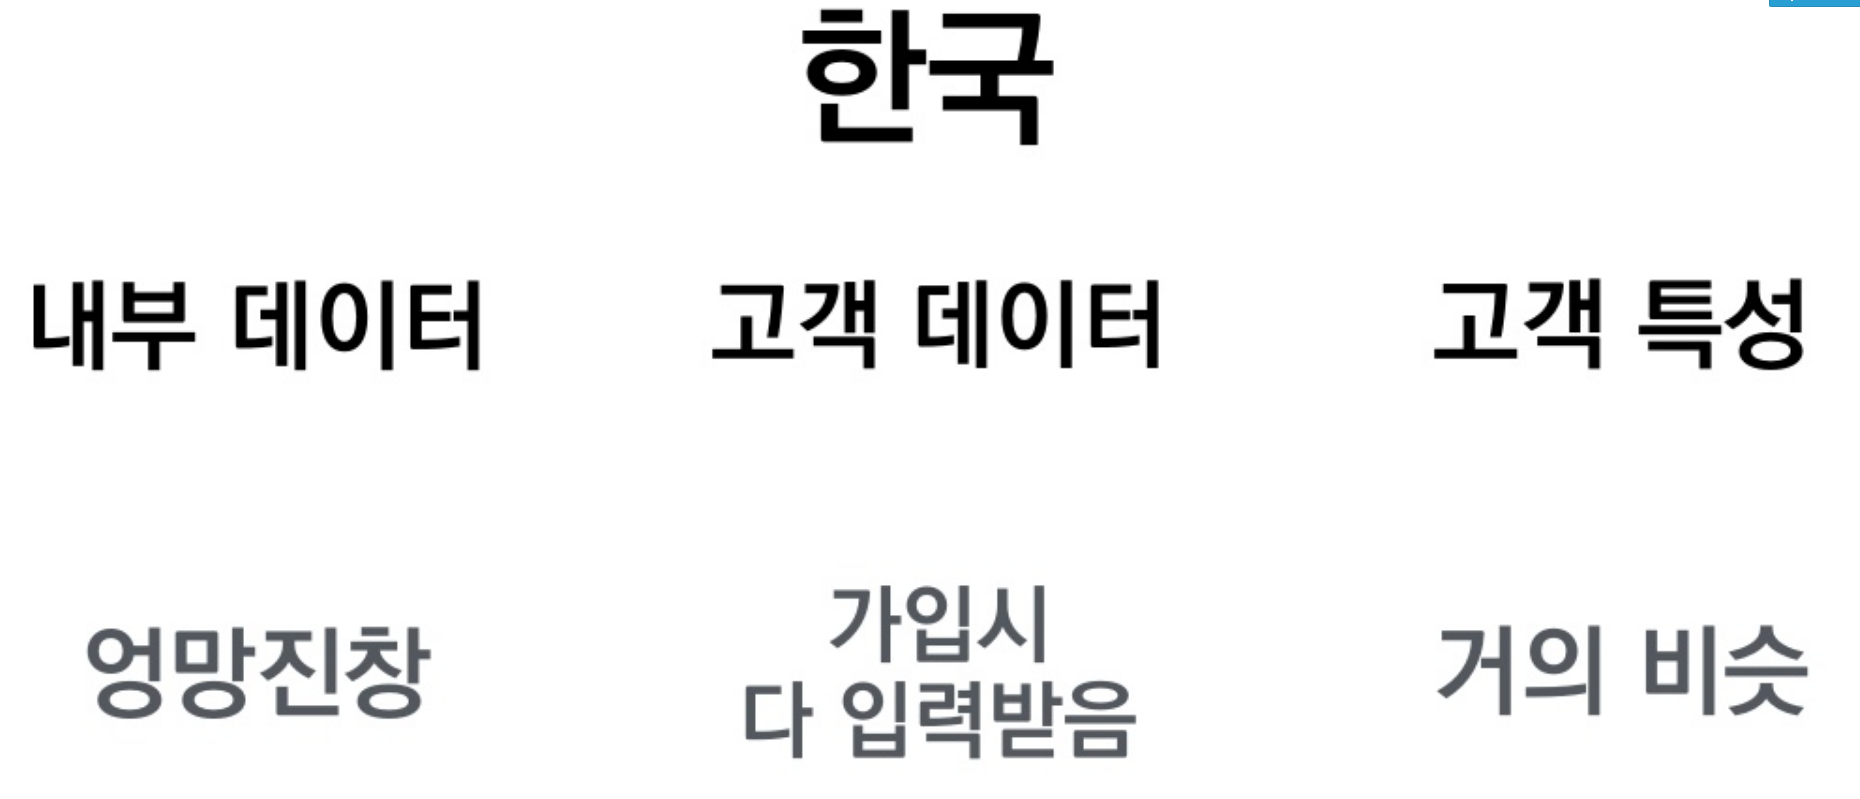 한국
내부 데이터
고객 데이터
고객 특성
엉망진창
가입시
다 입력받음
거의 비슷